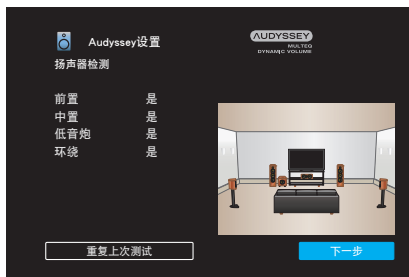 Audyssey设置
AUDYSSEY
MULTEQ
DYNAMIC VOLUME
扬声器检测
前置 是
中置 是
低音炮 是
环绕 是
重复上次测试
下一步